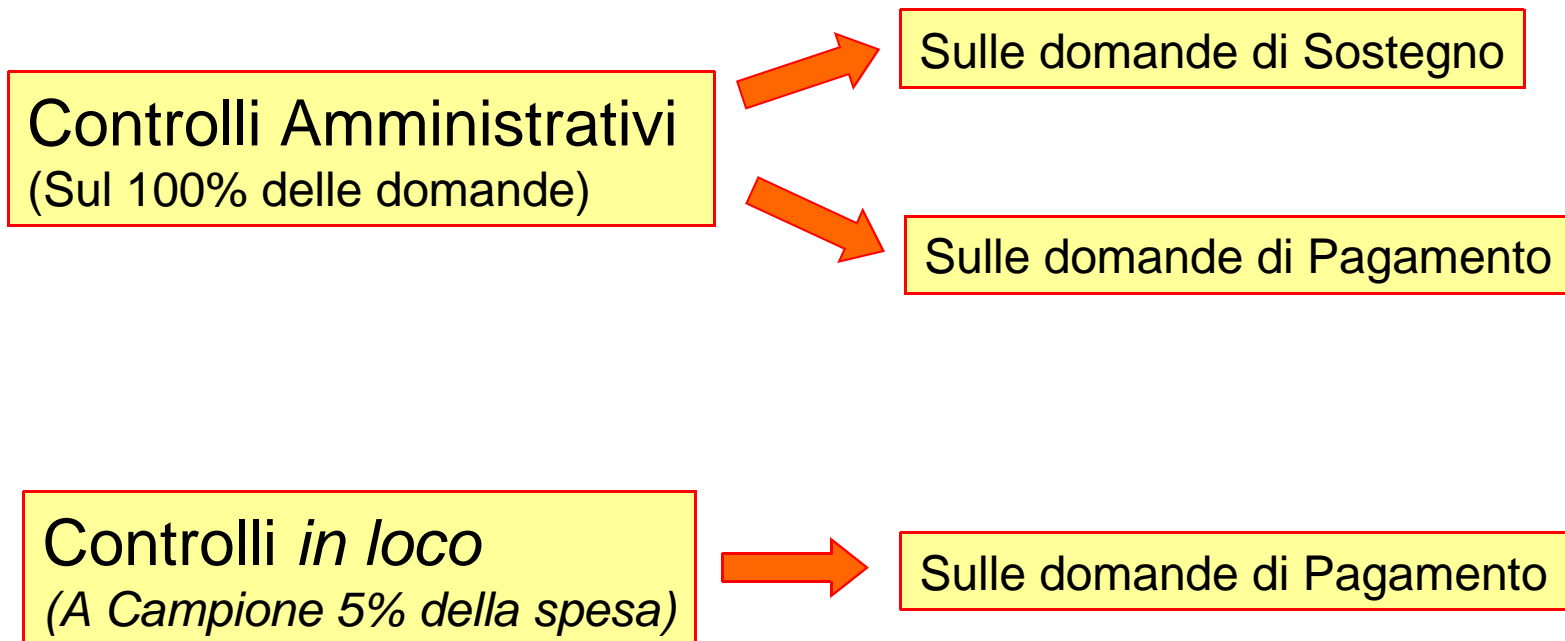 Controlli Amministrativi
(Sul 100% delle domande)
Sulle domande di Sostegno
Sulle domande di Pagamento
Controlli in loco
(A Campione 5% della spesa)
Sulle domande di Pagamento